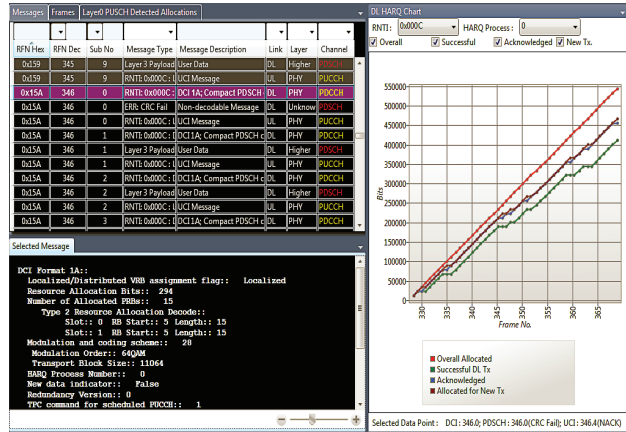 Messages Frames Layer0 PUSCH Detected Allocations
RFN Hex RFN Dec Sub No Message Type Message Description Link Layer Channel
0x159 345 9 Layer 3 Payload User Data DL Higher PDSCH
0x159 345 9 RNTI: 0x000C : UCI Message UL PHY PUCCH
0x15A 346 0 RNTI: 0x000C : DCI 1A; Compact PDSCH DL PHY PDCCH
0x15A 346 0 ERR: CRC Fail Non-decodable Message DL Unknow PDSCH
0x15A 346 0 RNTI: 0x000C : UCI Message UL PHY PUCCH
0x15A 346 1 RNTI: 0x000C : DCI1A; Compact PDSCH c DL PHY PDCCH
0x15A 346 1 Layer 3 Payload User Data DL Higher PDSCH
0x15A 346 1 RNTI: 0x000C : UCI Message UL PHY PUCCH
0x15A 346 2 RNTI: 0x000C : DCI1A; Compact PDSCH c DL PHY PDCCH
0x15A 346 2 Layer 3 Payload User Data DL Higher PDSCH
0x15A 346 2 RNTI: 0x000C : UCI Message UL PHY PUCCH
0x15A 346 3 RNTI: 0x000C : DCI1A; Compact PDSCH c DL PHY PDCCH
Selected Message
DCI Format 1A::
Localized/Distributed VRB assignment flag:: Localized
Resource Allocation Bits:: 294
Number of Allocated PRBs:: 15
Type 2 Resource Allocation Decode::
Slot:: 0 RB Start:: 5 Length:: 15
Slot:: 1 RB Start:: 5 Length:: 15
Modulation and coding scheme:: 28
Modulation Order:: 64QAM
Transport Block Size:: 11064
HARQ Process Number:: 0
New data indicator:: False
Redundancy Version:: 0
TPC command for scheduled PUCCH:: 1
DL HARQ Chart
RNTI: 0x000C HARQ Process: 0
Overall Successful Acknowledged New Tx.
550000
500000
450000
400000
350000
300000
250000
200000
150000
100000
50000
0
Bits
330 335 340 345 350 355 360 365
Frame No.
Overall Allocated
Successful DL Tx
Acknowledged
Allocated for New Tx
Selected Data Point : DCI: 346.0; PDSCH : 346.0(CRC Fail); UCI : 346.4(NACK)